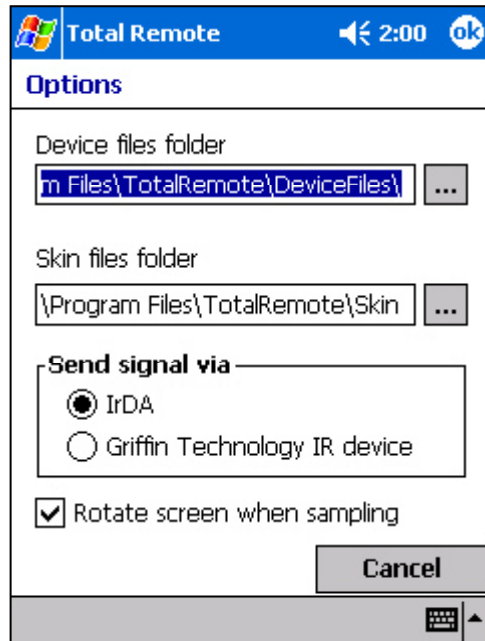 Total Remote 2:00 ok
Options
Device files folder
m Files\TotalRemote\DeviceFiles\ ...
Skin files folder
\Program Files\TotalRemote\Skin ...
Send signal via
IrDA
Griffin Technology IR device
Rotate screen when sampling
Cancel